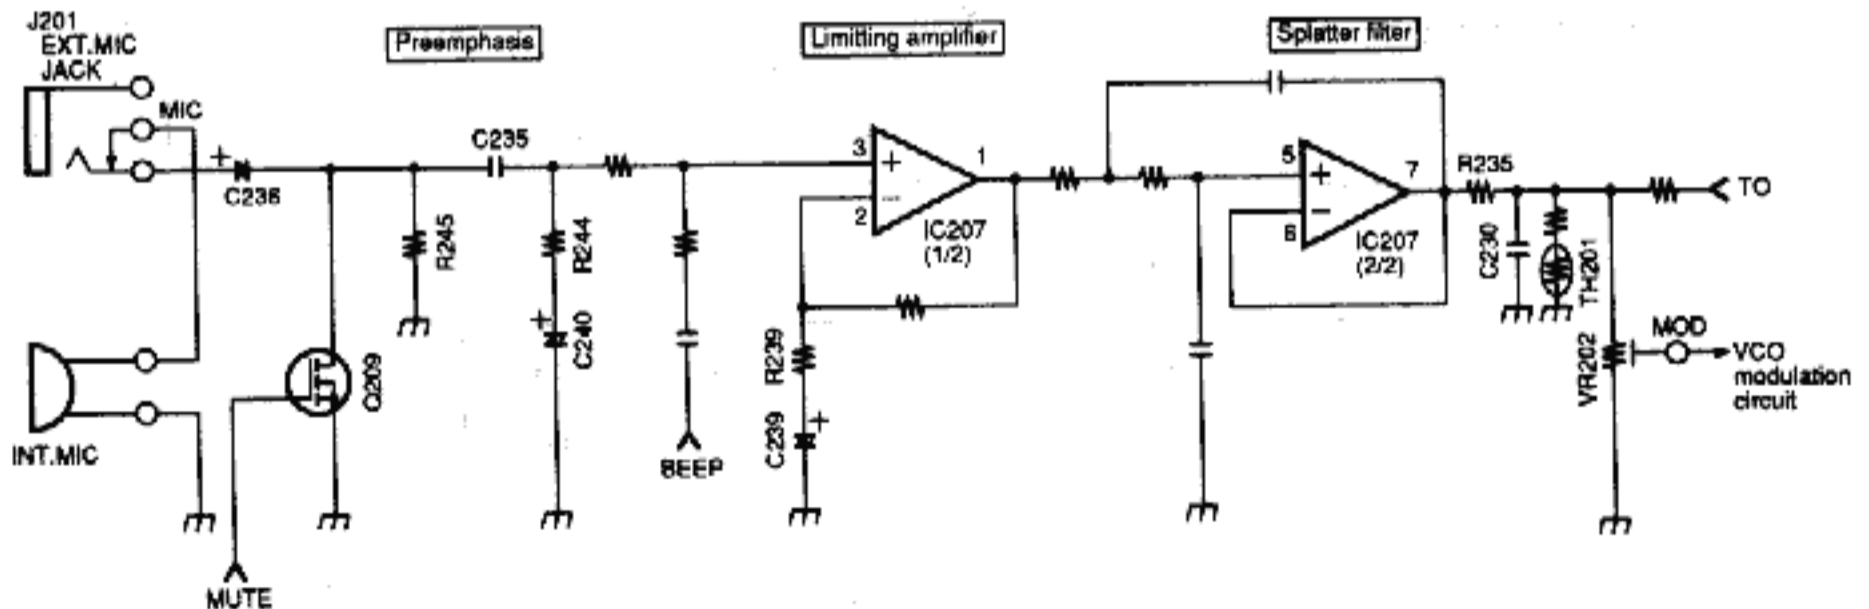 J201
EXT.MIC
JACK
MIC
Preemphasis
Limitting amplifier
Splatter filter
C236
C235
R245
R244
C240
Q209
INT.MIC
MUTE
BEEP
3
+
−
2
1
IC207
(1/2)
R239
C239
+
5
+
−
6
7
IC207
(2/2)
R235
C230
TH201
TO
VR202
MOD
VCO
modulation
circuit
+
+